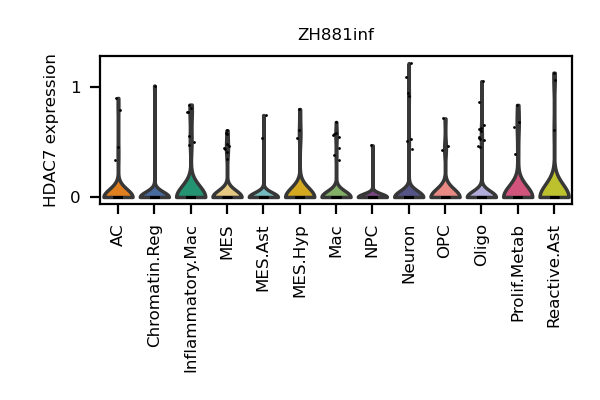 ZH881inf
HDAC7 expression
1
0
AC
Chromatin.Reg
Inflammatory.Mac
MES
MES.Ast
MES.Hyp
Mac
NPC
Neuron
OPC
Oligo
Prolif.Metab
Reactive.Ast